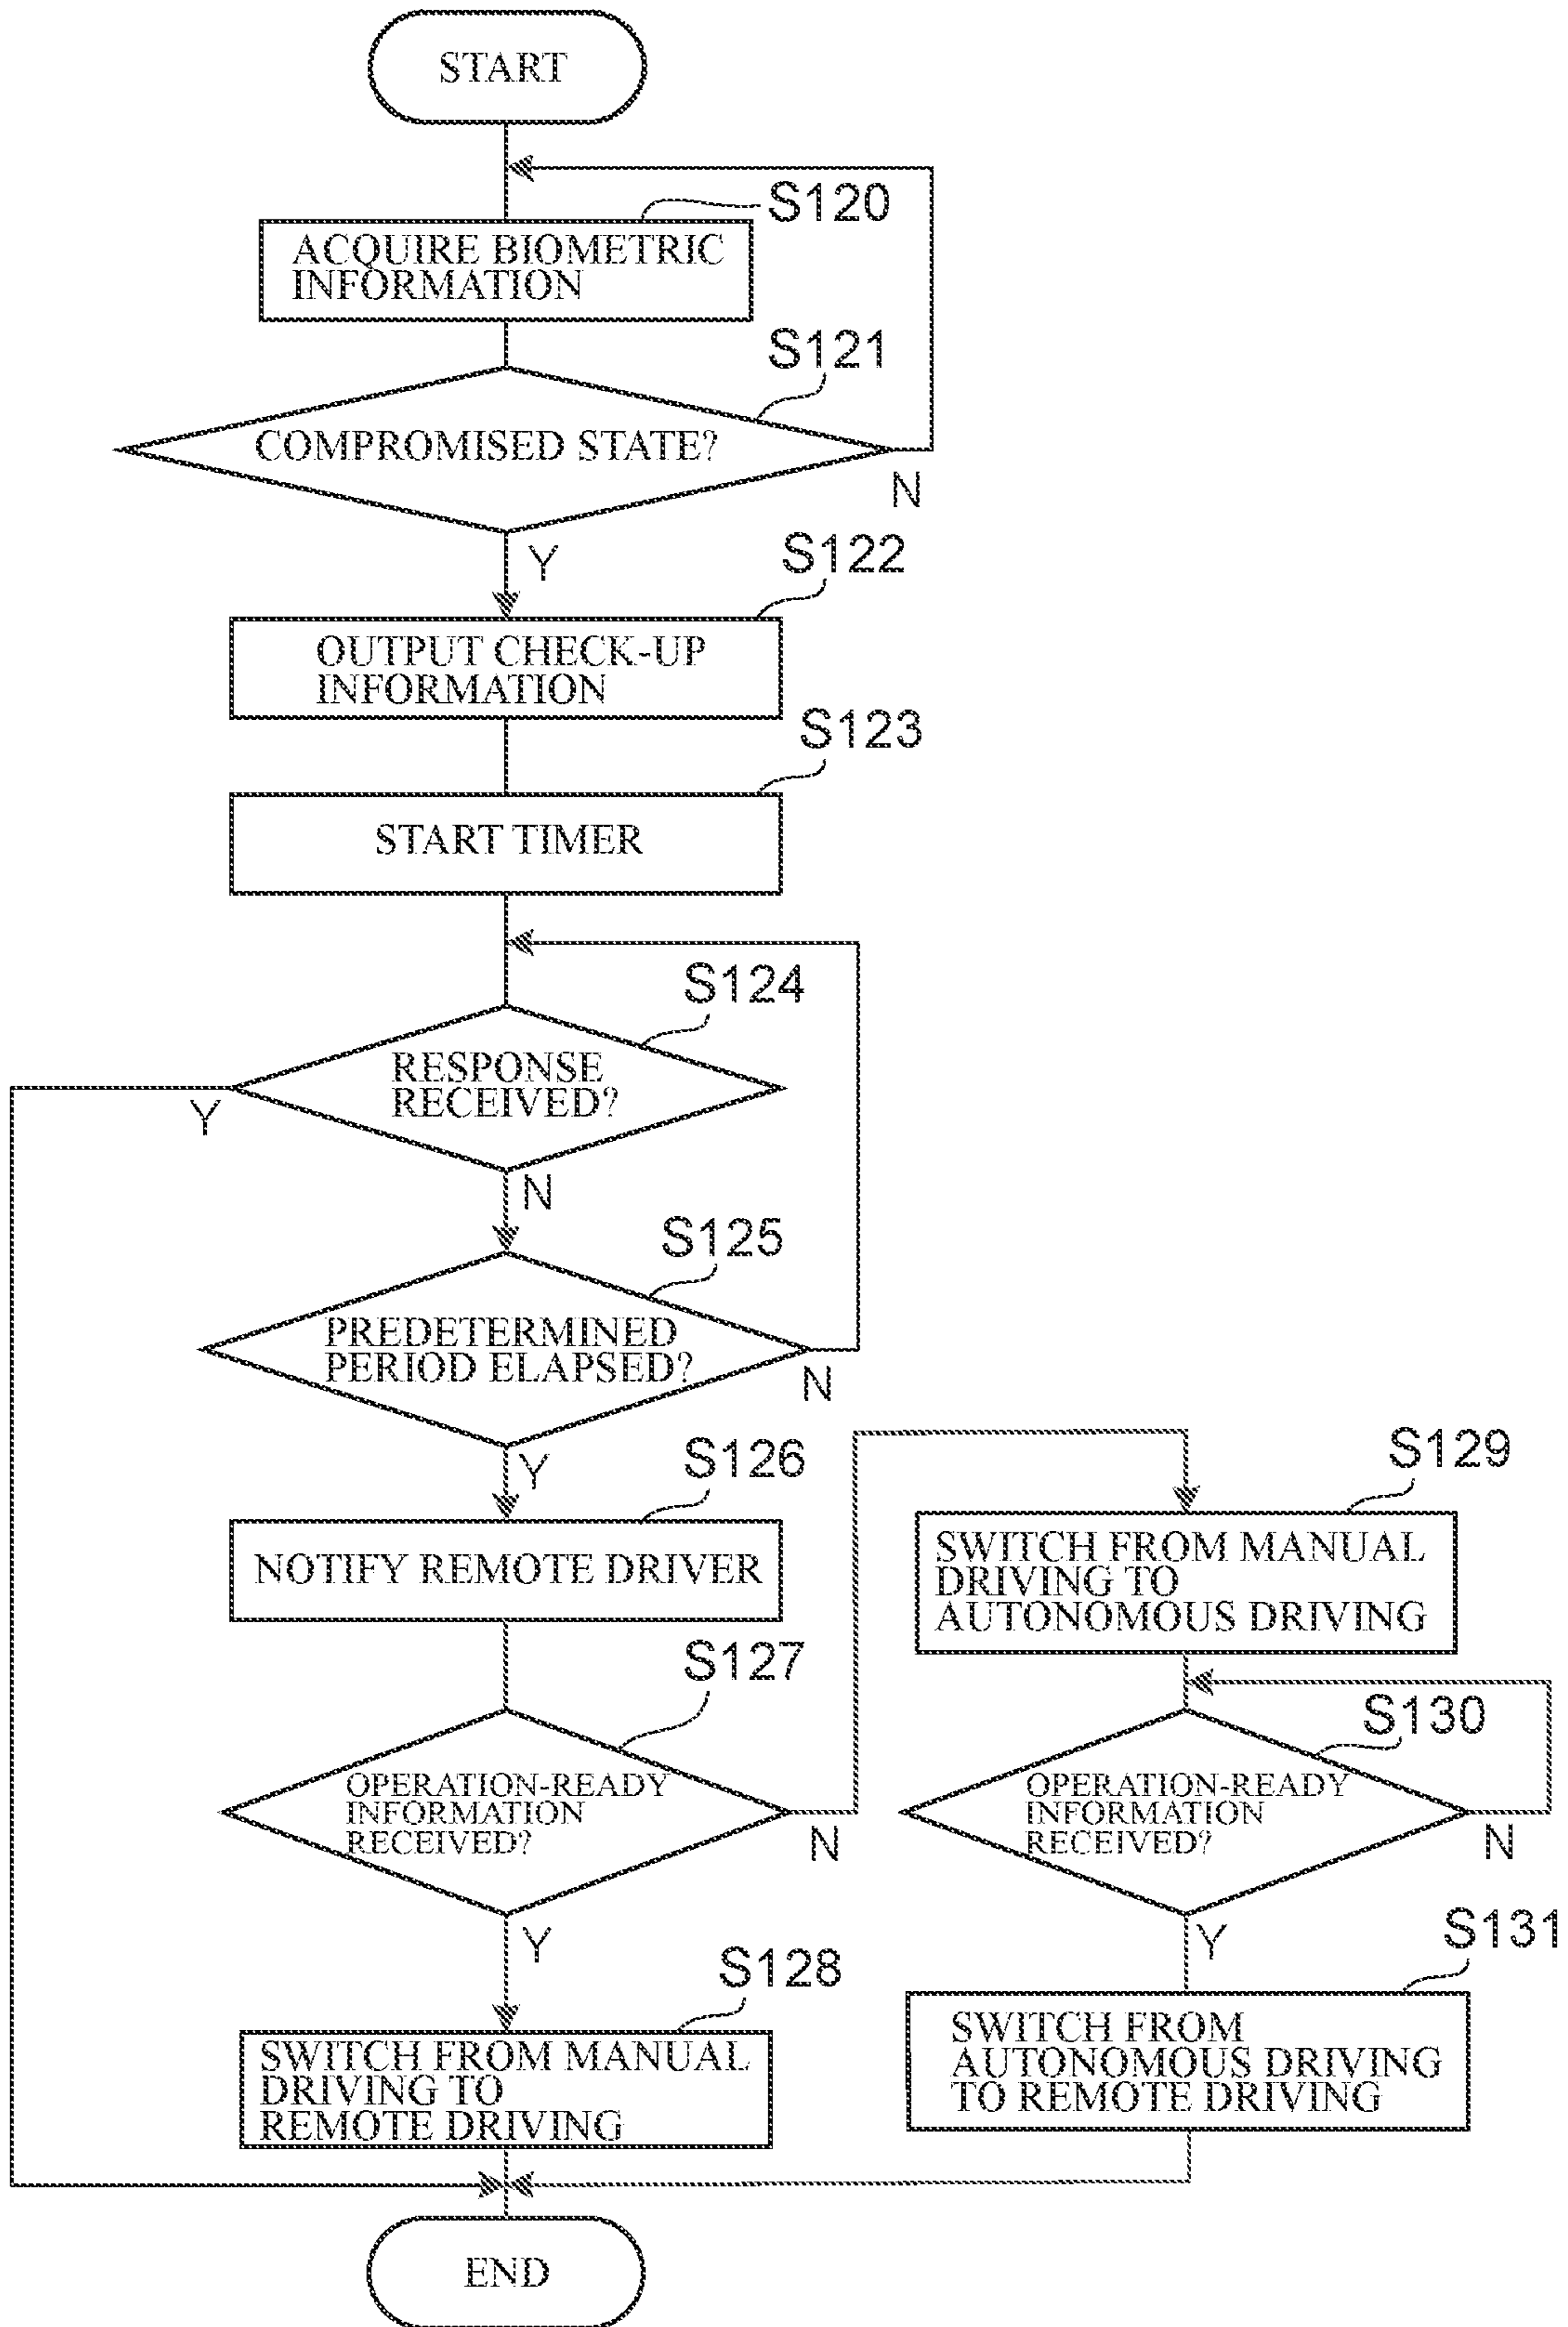 START
S120
ACQUIRE BIOMETRIC
INFORMATION
S121
COMPROMISED STATE?
N
Y
S122
OUTPUT CHECK-UP
INFORMATION
S123
START TIMER
S124
RESPONSE
RECEIVED?
Y
N
S125
PREDETERMINED
PERIOD ELAPSED?
N
Y
S126
NOTIFY REMOTE DRIVER
S127
OPERATION-READY
INFORMATION
RECEIVED?
N
Y
S128
SWITCH FROM MANUAL
DRIVING TO
REMOTE DRIVING
S129
SWITCH FROM MANUAL
DRIVING TO
AUTONOMOUS DRIVING
S130
OPERATION-READY
INFORMATION
RECEIVED?
N
Y
S131
SWITCH FROM
AUTONOMOUS DRIVING
TO REMOTE DRIVING
END